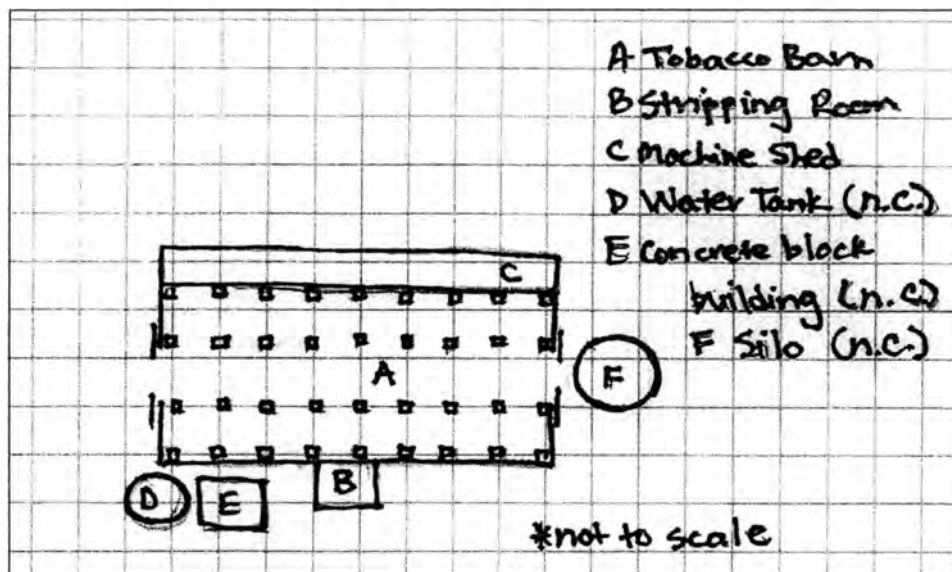 A Tobacco Barn
B Stripping Room
C Machine Shed
D Water Tank (n.c.)
E Concrete block
building (n.c.)
F Silo (n.c.)
C
A
F
D
E
B
*not to scale